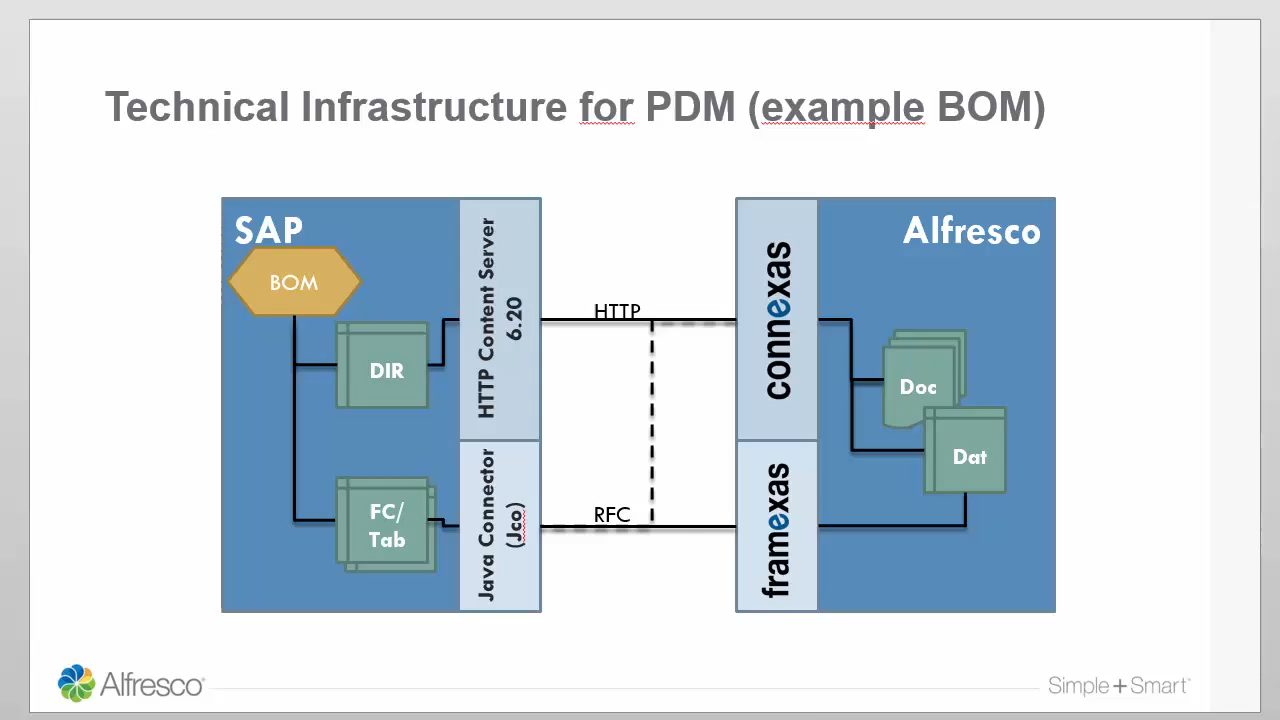 Technical Infrastructure for PDM (example BOM)
SAP
BOM
DIR
FC/
Tab
HTTP Content Server
6.20
Java Connector
(Jco)
HTTP
RFC
connexas
framexas
Alfresco
Doc
Dat
Alfresco
Simple+Smart